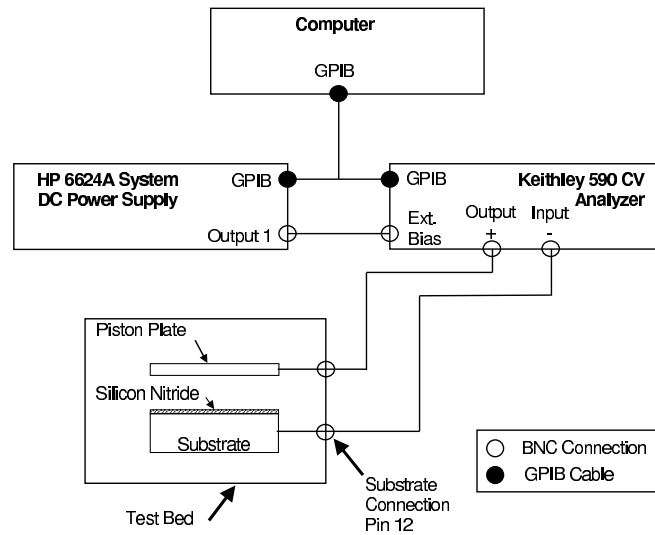 Computer
GPIB
HP 6624A System
DC Power Supply
GPIB
Output 1
GPIB
Ext.
Bias
Keithley 590 CV
Analyzer
Output
+
Input
-
Piston Plate
Silicon Nitride
Substrate
Test Bed
Substrate
Connection
Pin 12
BNC Connection
GPIB Cable